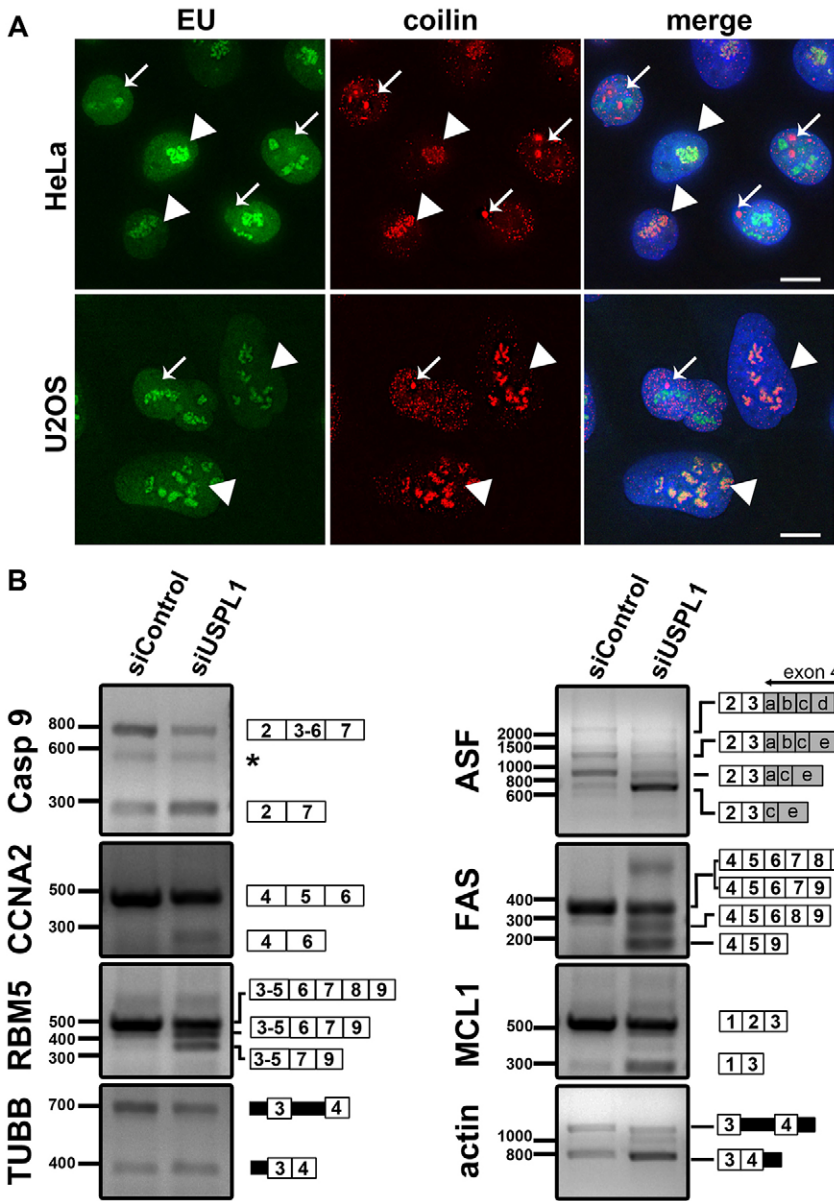 A
EU coilin merge
HeLa
U2OS
B
siControl siUSPL1
Casp 9
800
600
300
2 3-6 7
*
2 7
CCNA2
500
300
4 5 6
4 6
RBM5
500
400
300
3-5 6 7 8 9
3-5 6 7 9
3-5 7 9
TUBB
700
400
3 4
3 4
siControl siUSPL1
exon 4
ASF
2000
1500
1000
800
600
2 3 a b c d
2 3 a b c e
2 3 a c e
2 3 c e
FAS
400
300
200
4 5 6 7 8
4 5 6 7 9
4 5 6 8 9
4 5 9
MCL1
500
300
1 2 3
1 3
actin
1000
800
3 4
3 4